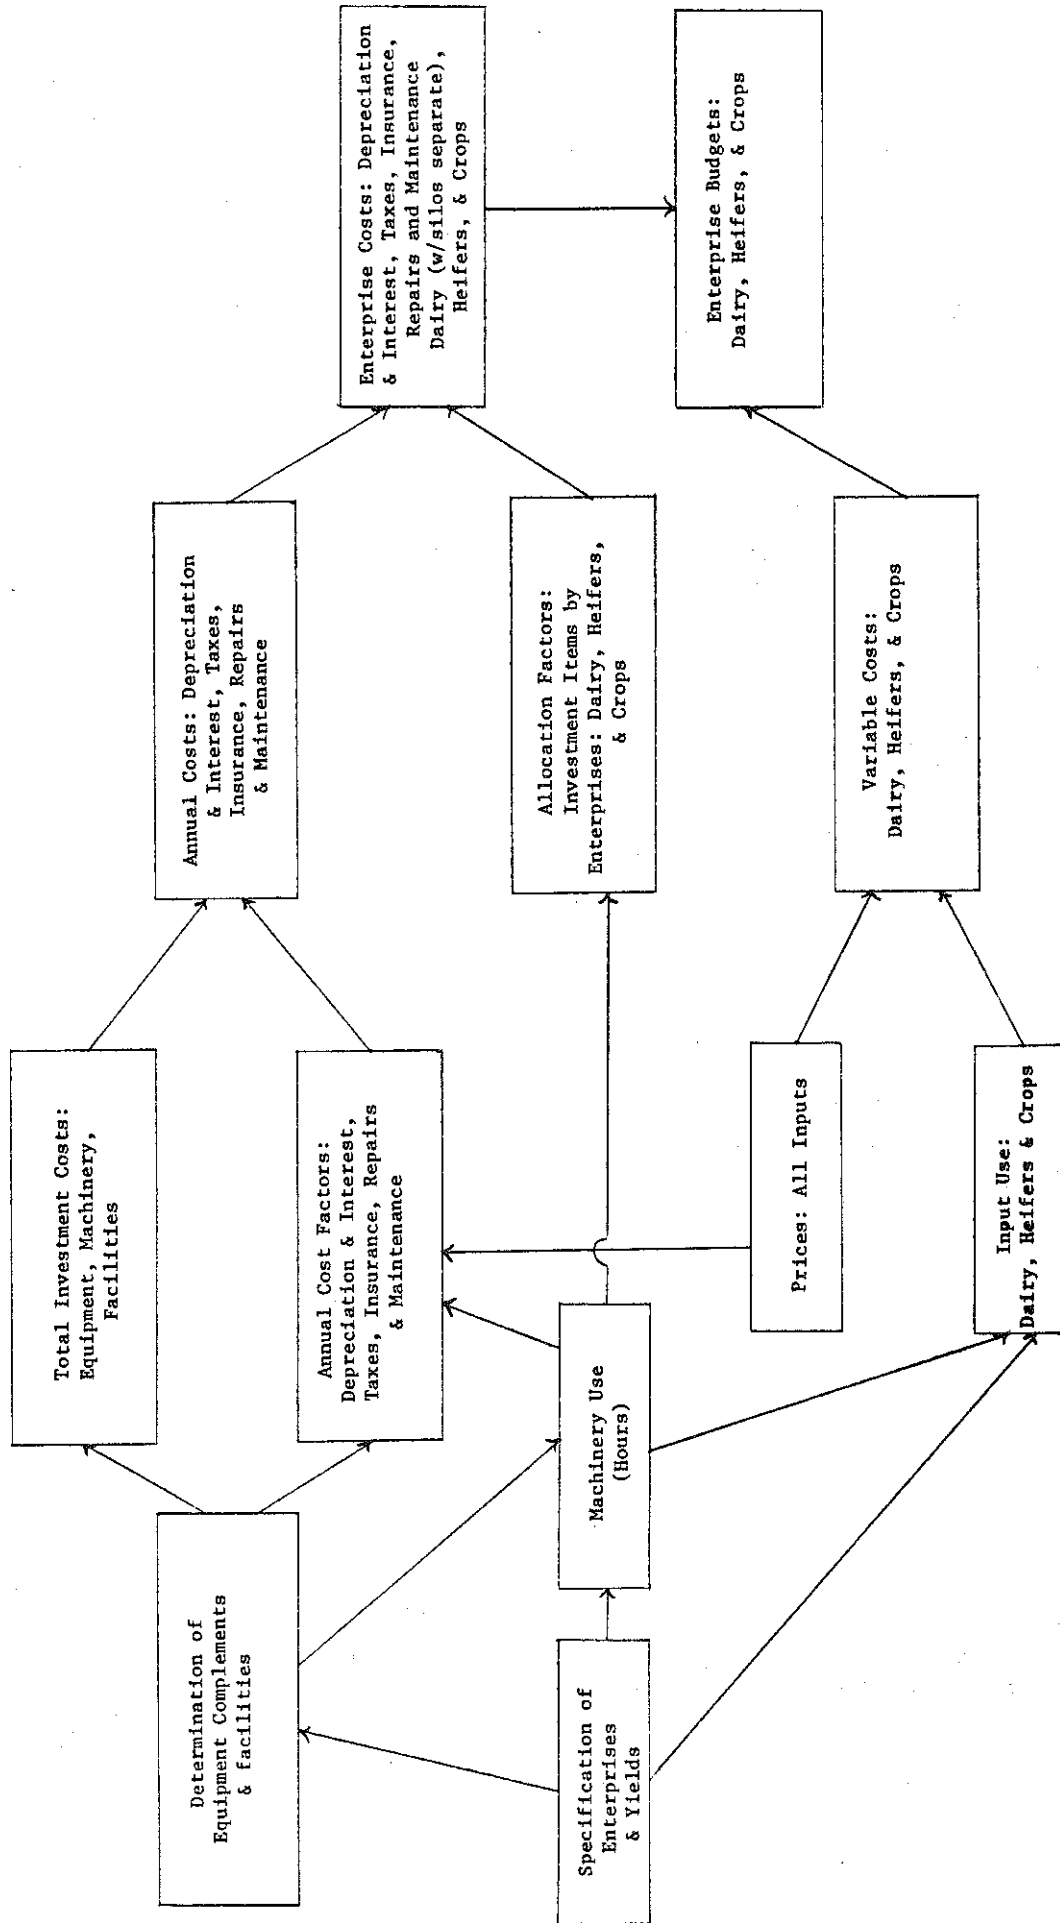 Determination of
Equipment Complements
& facilities
Specification of
Enterprises
& Yields
Total Investment Costs:
Equipment, Machinery,
Facilities
Annual Cost Factors:
Depreciation & Interest,
Taxes, Insurance, Repairs
& Maintenance
Machinery Use
(Hours)
Prices: All Inputs
Input Use:
Dairy, Heifers & Crops
Annual Costs: Depreciation
& Interest, Taxes,
Insurance, Repairs
& Maintenance
Allocation Factors:
Investment Items by
Enterprises: Dairy, Heifers,
& Crops
Variable Costs:
Dairy, Heifers, & Crops
Enterprise Costs: Depreciation
& Interest, Taxes, Insurance,
Repairs and Maintenance
Dairy (w/silos separate),
Heifers, & Crops
Enterprise Budgets:
Dairy, Heifers, & Crops